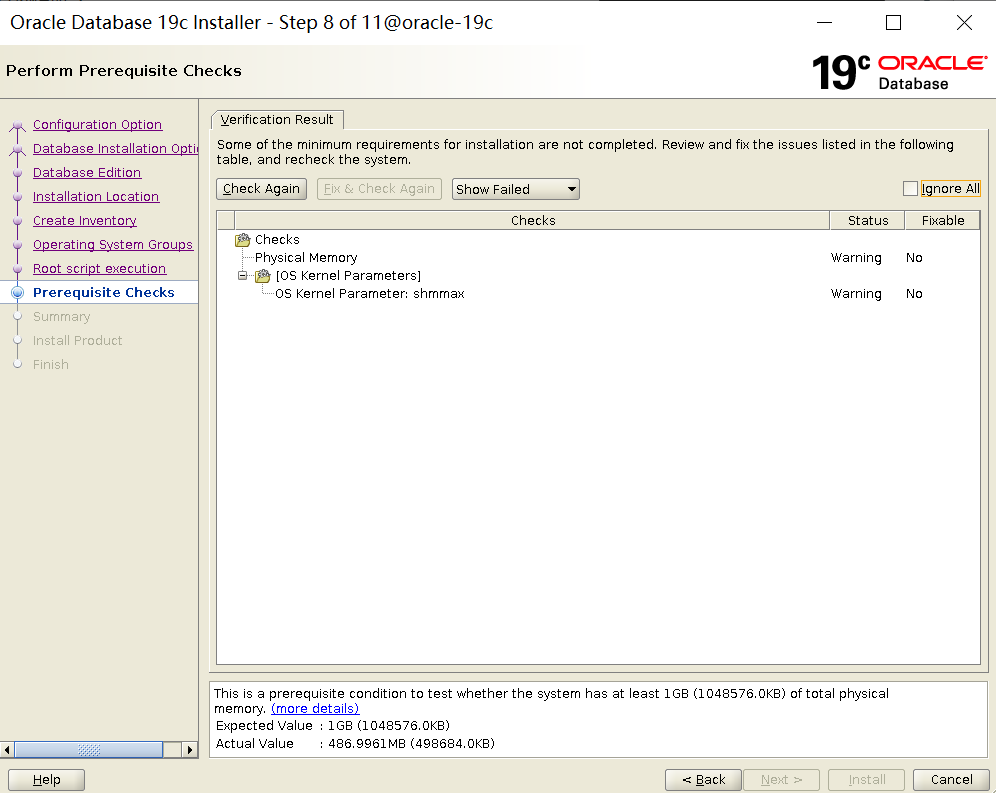 Oracle Database 19c Installer - Step 8 of 11@oracle-19c
Perform Prerequisite Checks
19c ORACLE
Database
Configuration Option
Database Installation Opti
Database Edition
Installation Location
Create Inventory
Operating System Groups
Root script execution
Prerequisite Checks
Summary
Install Product
Finish
Verification Result
Some of the minimum requirements for installation are not completed. Review and fix the issues listed in the following
table, and recheck the system.
Check Again Fix & Check Again Show Failed Ignore All
Checks Status Fixable
Checks
Physical Memory Warning No
[OS Kernel Parameters]
OS Kernel Parameter: shmmax Warning No
This is a prerequisite condition to test whether the system has at least 1GB (1048576.0KB) of total physical
memory. (more details)
Expected Value : 1GB (1048576.0KB)
Actual Value : 486.9961MB (498684.0KB)
Help < Back Next > Install Cancel